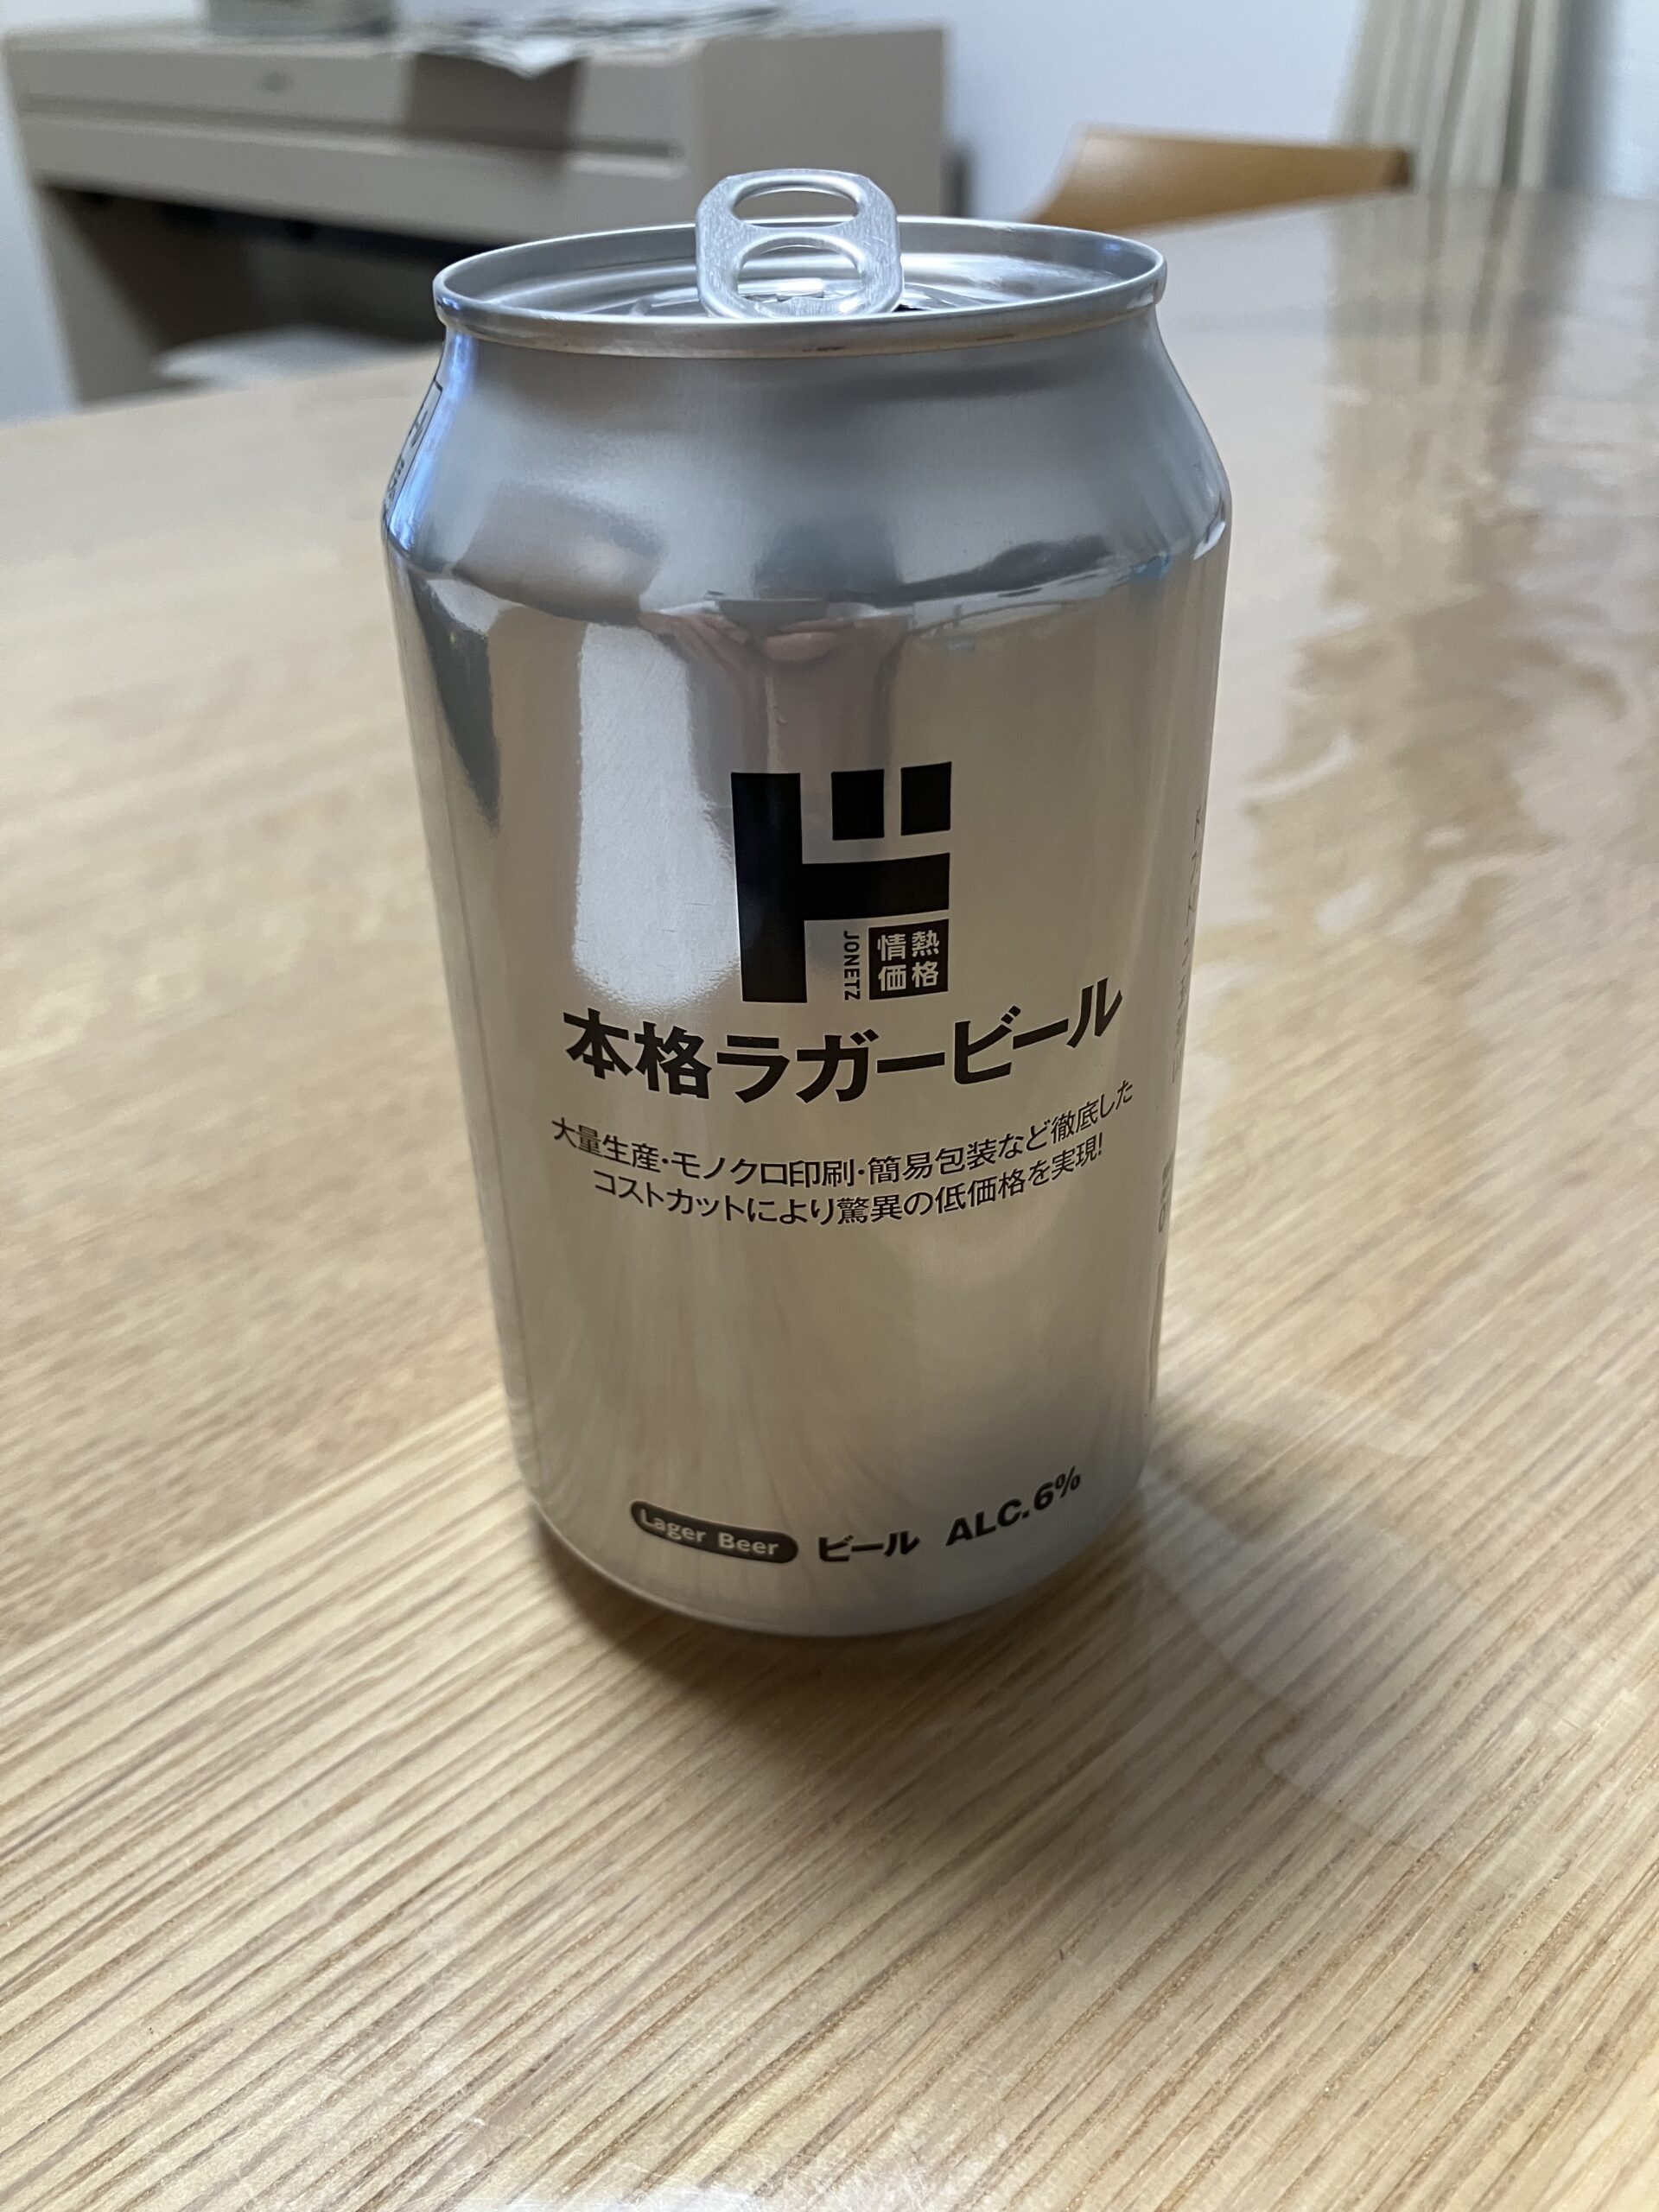 ド
JONETZ
情熱
価格
本格ラガービール
大量生産・モノクロ印刷・簡易包装など徹底した
コストカットにより驚異の低価格を実現!
Lager Beer ビール ALC.6%